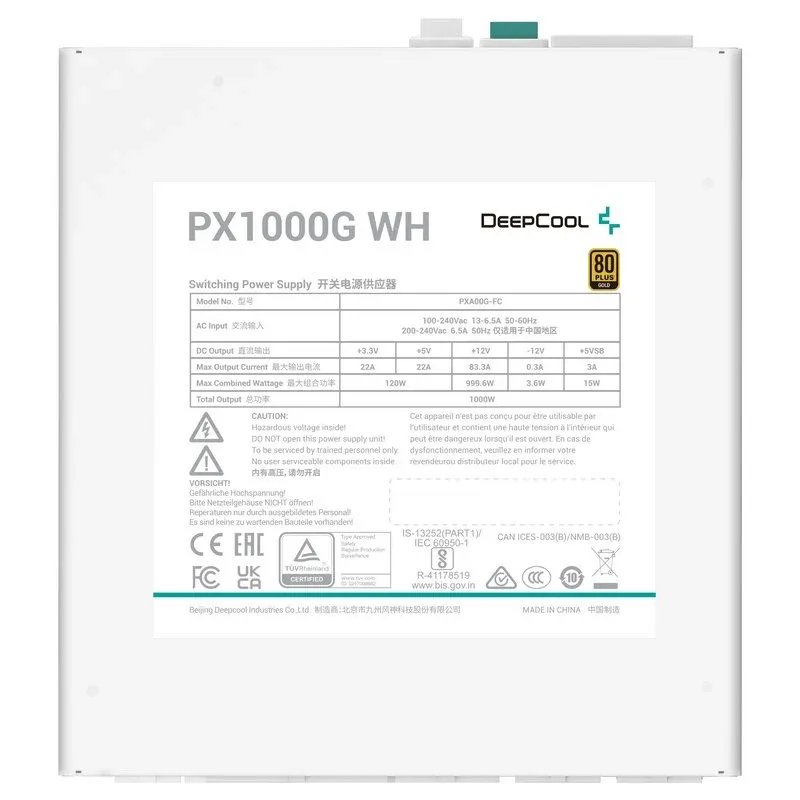 PX1000G WH
DEEPCOOL
80
PLUS
GOLD
Switching Power Supply 开关电源供应器
Model No. 型号 PXA00G-FC
AC Input 交流输入 100-240Vac 13-6.5A 50-60Hz
200-240Vac 6.5A 50Hz 仅适用于中国地区
DC Output 直流输出 +3.3V +5V +12V -12V +5VSB
Max Output Current 最大输出电流 22A 22A 83.3A 0.3A 3A
Max Combined Wattage 最大组合功率 120W 999.6W 3.6W 15W
Total Output 总功率 1000W
CAUTION:
Hazardous voltage inside!
DO NOT open this power supply unit!
To be serviced by trained personnel only.
No user serviceable components inside
内有高压, 请勿开启
Cet appareil n'est pas conçu pour être utilisable par
l'utilisateur et contient une haute tension à l'intérieur qui
peut être dangereux lorsqu'il est ouvert. En cas de
dysfonctionnement, veuillez en informer votre
revendeurou distributeur local pour le service.
VORSICHT!
Gefährliche Hochspannung!
Bitte Netzteilgehäuse NICHT öffnen!
Reperaturen nur durch ausgebildetes Personal!
Es sind keine zu wartenden Bauteile vorhanden!
CE EAC
FC UK
CA
TÜVRheinland
CERTIFIED
Type Approved
Safety
Regular Production
Surveillance
www.tuv.com
IS-13252(PART1)/
IEC 60950-1
R-41178519
www.bis.gov.in
CAN ICES-003(B)/NMB-003(B)
CCC
10
Beijing Deepcool Industries Co.,Ltd. 制造商:北京市九州风神科技股份有限公司
MADE IN CHINA 中国制造